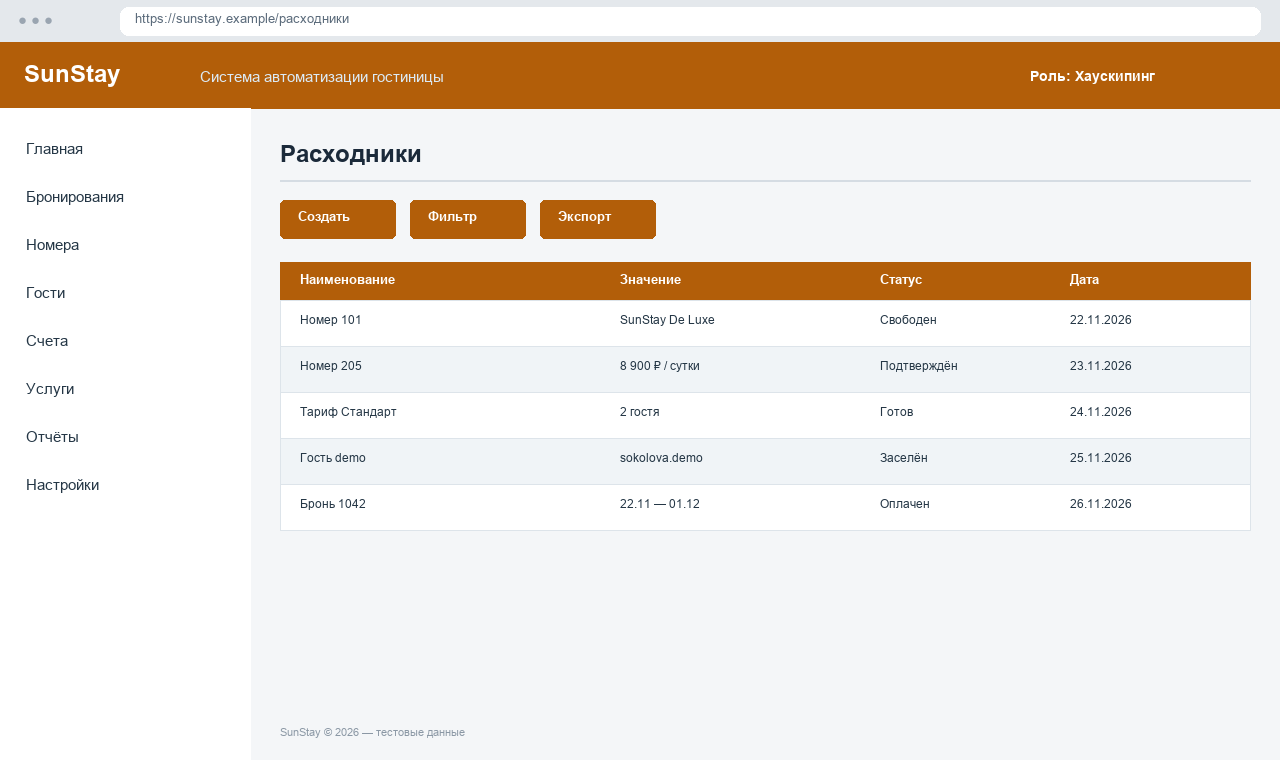 https://sunstay.example/расходники
SunStay
Система автоматизации гостиницы
Роль: Хаускипинг
Главная
Бронирования
Номера
Гости
Счета
Услуги
Отчёты
Настройки
Расходники
Создать Фильтр Экспорт
Наименование Значение Статус Дата
Номер 101 SunStay De Luxe Свободен 22.11.2026
Номер 205 8 900 ₽ / сутки Подтверждён 23.11.2026
Тариф Стандарт 2 гостя Готов 24.11.2026
Гость demo sokolova.demo Заселён 25.11.2026
Бронь 1042 22.11 — 01.12 Оплачен 26.11.2026
SunStay © 2026 — тестовые данные